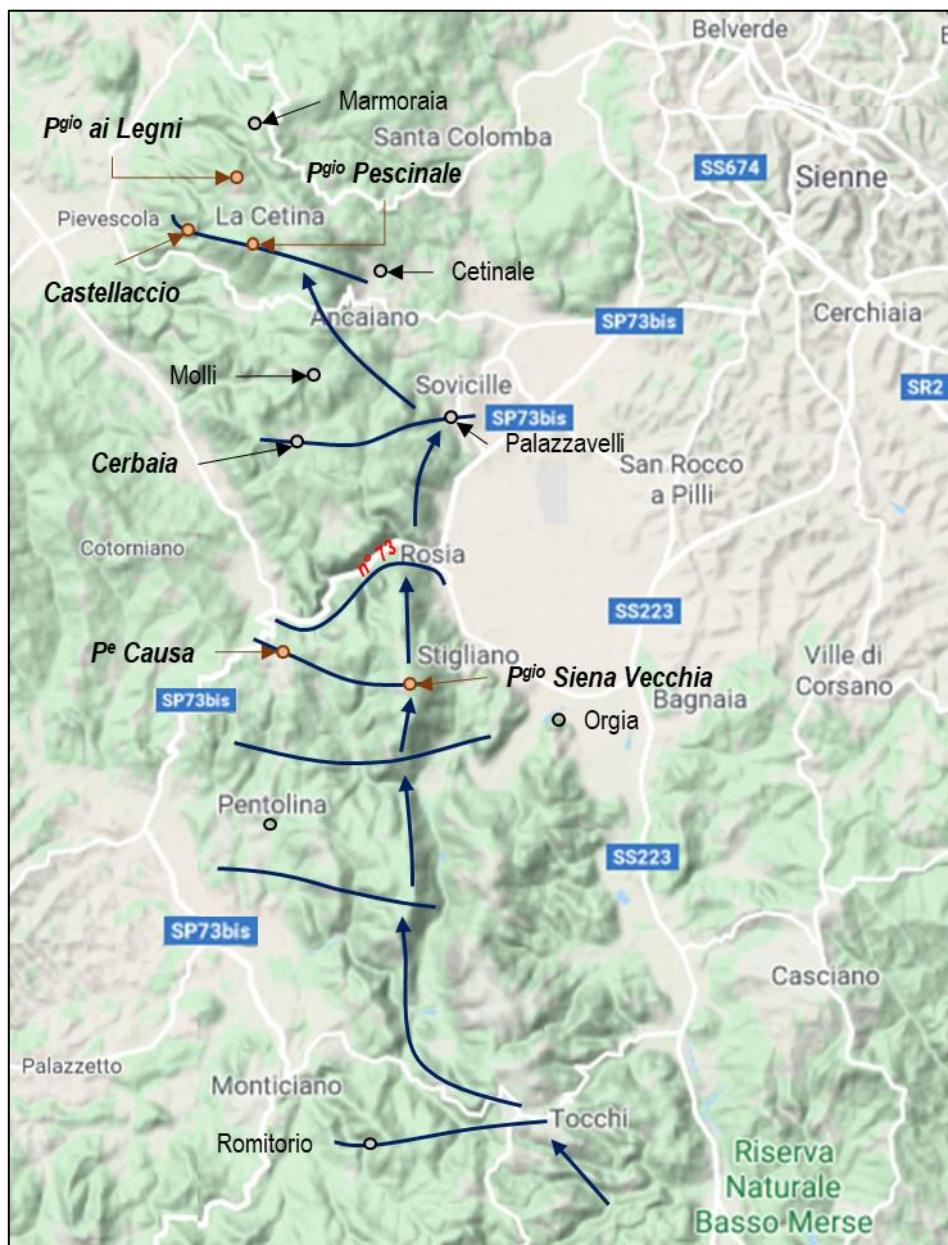 Belverde
Marmoraia
Pgio ai Legni
Santa Colomba
Pgio Pescinale
SS674
Sienne
Pievescola
La Cetina
Castellaccio
Cetinale
Ancaiano
SP73bis
Cerchiaia
Molli
Sovicille
SR2
SP73bis
Palazzavelli
Cerbaia
San Rocco
a Pilli
Cotorniano
n° 73
Rosia
SS223
Pe Causa
Stigliano
Pgio Siena Vecchia
Ville di
Corsano
SP73bis
Bagnaia
Orgia
Pentolina
SS223
SP73bis
Casciano
Palazzetto
Monticiano
Tocchi
Romitorio
Riserva
Naturale
Basso Merse